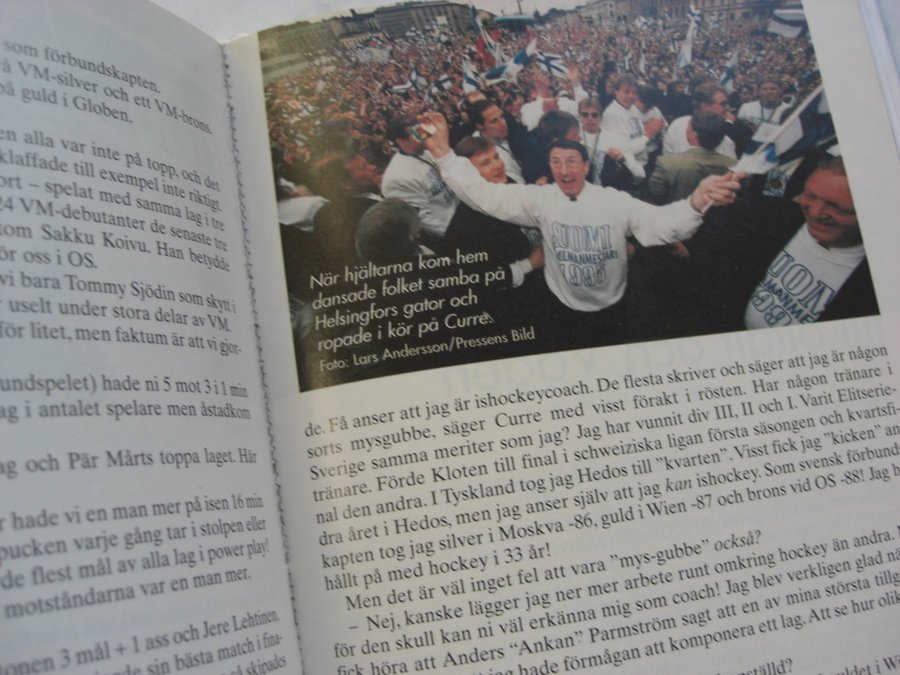 som förbundskapten.
å VM-silver och ett VM-brons,
på guld i Globen.
en alla var inte på topp, och det
klaffade till exempel inte riktigt.
ort – spelat med samma lag i tre
24 VM-debutanter de senaste tre
tom Sakku Koivu. Han betydde
ör oss i OS.
vi bara Tommy Sjödin som skytt i
r uselt under stora delar av VM.
för litet, men faktum är att vi gjor-
undspelet) hade ni 5 mot 3 i 1 min
ag i antalet spelare men åstadkom
ag och Pär Mårts toppa laget. Här
r hade vi en man mer på isen 16 min
pucken varje gång tar i stolpen eller
de flest mål av alla lag i power play!
motståndarna var en man mer.
onen 3 mål + 1 ass och Jere Lehtinen,
sin bästa match i fina-
skipades
SUOMI
1995
SUOMI
När hjältarna kom hem
dansade folket samba på
Helsingfors gator och
ropade i kör på Curre.
Foto: Lars Andersson/Pressens Bild
de. Få anser att jag är ishockeycoach. De flesta skriver och säger att jag är någon
sorts mysgubbe, säger Curre med visst förakt i rösten. Har någon tränare i
Sverige samma meriter som jag? Jag har vunnit div III, II och I. Varit Elitserie-
tränare. Förde Kloten till final i schweiziska ligan första säsongen och kvartsfi-
nal den andra. I Tyskland tog jag Hedos till "kvarten". Visst fick jag "kicken" an-
dra året i Hedos, men jag anser själv att jag kan ishockey. Som svensk förbunds-
kapten tog jag silver i Moskva -86, guld i Wien -87 och brons vid OS -88! Jag h
hållt på med hockey i 33 år!
Men det är väl inget fel att vara "mys-gubbe" också?
– Nej, kanske lägger jag ner mer arbete runt omkring hockey än andra. M
för den skull kan ni väl erkänna mig som coach! Jag blev verkligen glad nä
fick höra att Anders "Ankan" Parmström sagt att en av mina största tillg
jag hade förmågan att komponera ett lag. Att se hur olik